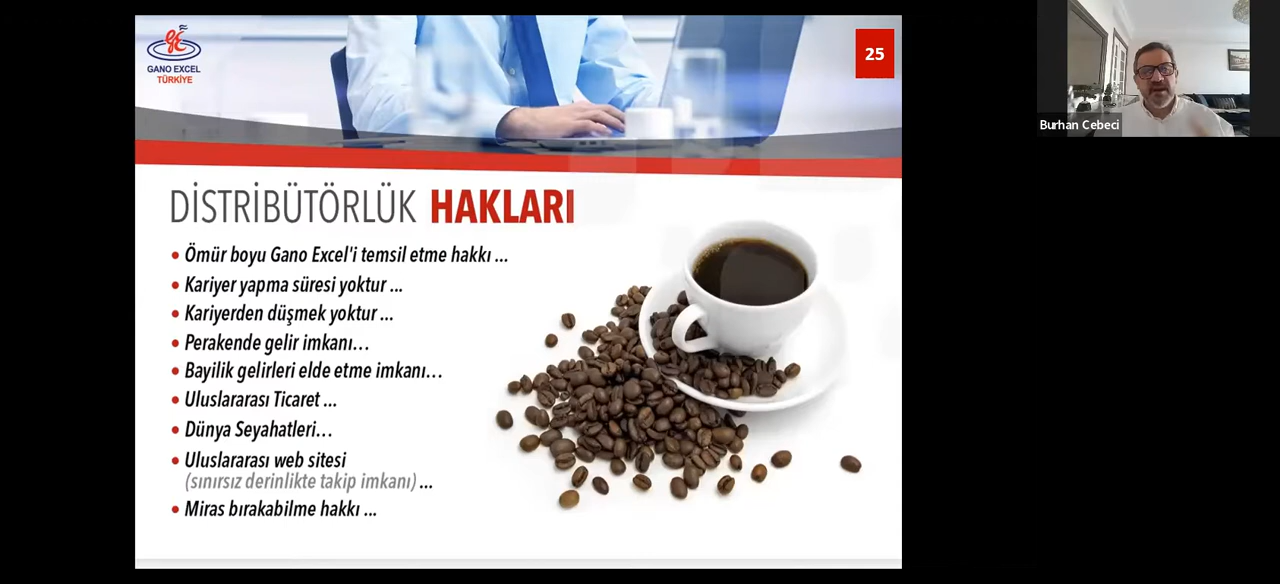 GANO EXCEL
TÜRKİYE
25
Burhan Cebeci
DİSTRİBÜTÖRLÜK HAKLARI
• Ömür boyu Gano Excel'i temsil etme hakkı ...
• Kariyer yapma süresi yoktur ...
• Kariyerden düşmek yoktur ...
• Perakende gelir imkanı...
• Bayilik gelirleri elde etme imkanı...
• Uluslararası Ticaret ...
• Dünya Seyahatleri...
• Uluslararası web sitesi
(sınırsız derinlikte takip imkanı) ...
• Miras bırakabilme hakkı ...